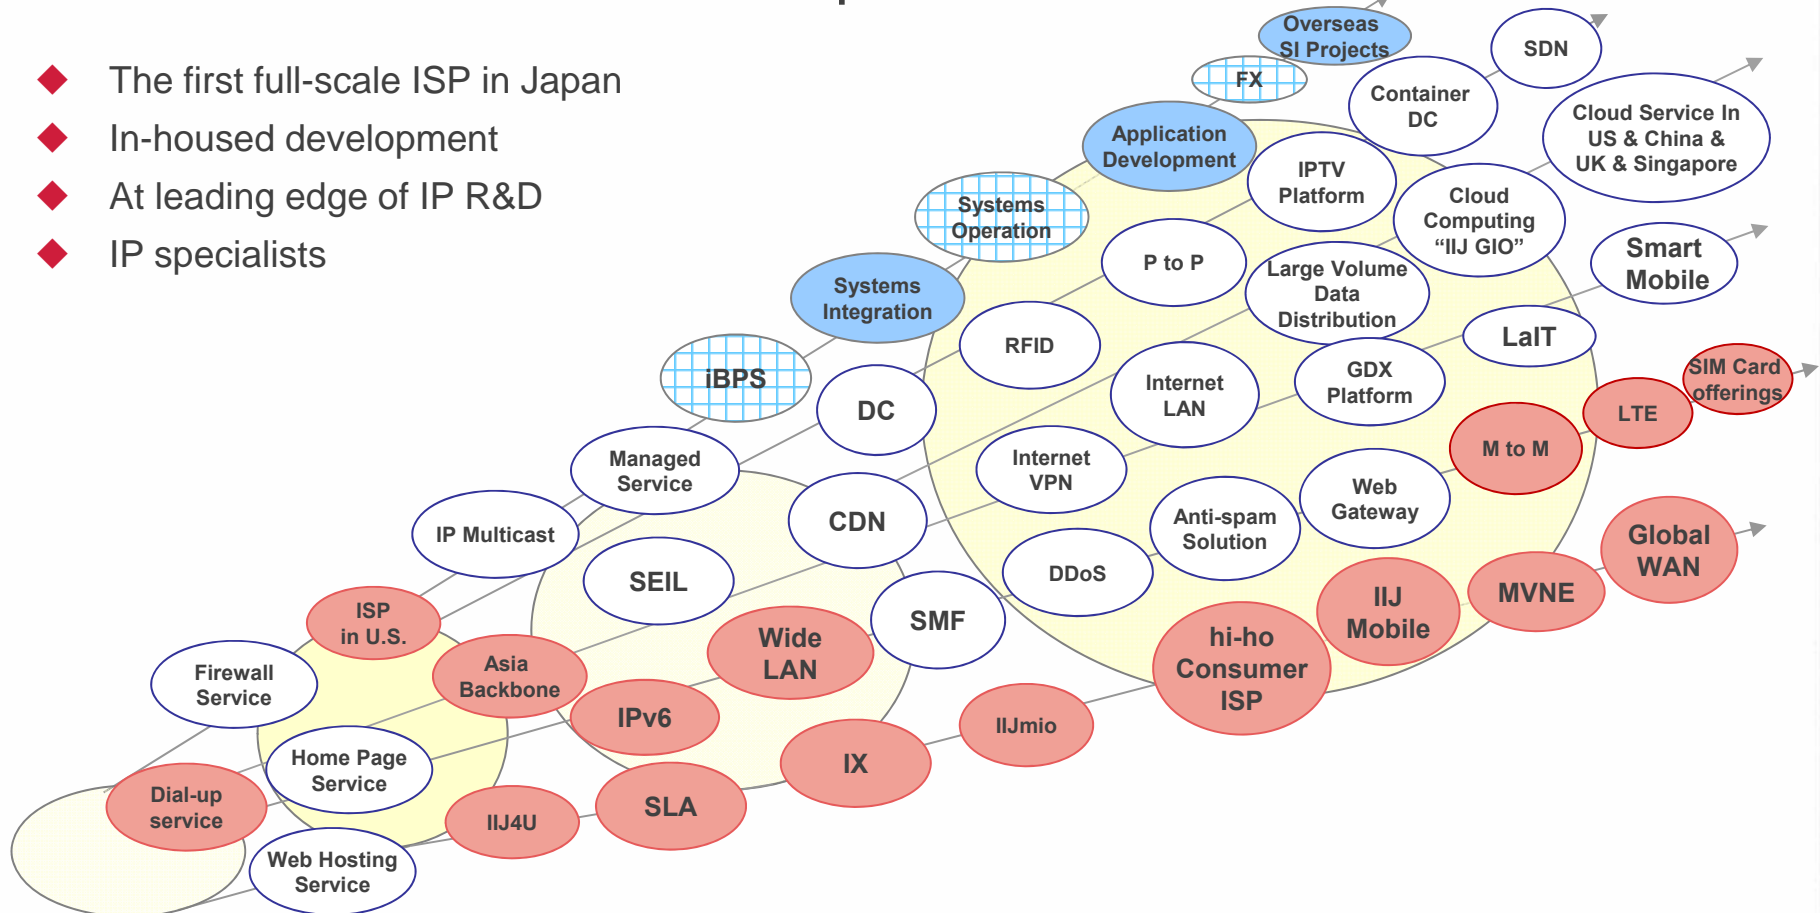 The first full-scale ISP in Japan
In-housed development
At leading edge of IP R&D
IP specialists
Overseas
SI Projects
SDN
FX
Container
DC
Cloud Service In
US & China &
UK & Singapore
Application
Development
IPTV
Platform
Cloud
Computing
“IIJ GIO”
Systems
Operation
P to P
Large Volume
Data
Distribution
Smart
Mobile
Systems
Integration
RFID
LaIT
iBPS
DC
Internet
LAN
GDX
Platform
SIM Card
offerings
LTE
M to M
Managed
Service
Internet
VPN
Web
Gateway
IP Multicast
CDN
Anti-spam
Solution
Global
WAN
SEIL
DDoS
MVNE
ISP
in U.S.
SMF
IIJ
Mobile
Wide
LAN
hi-ho
Consumer
ISP
Firewall
Service
Asia
Backbone
IPv6
IIJmio
Home Page
Service
IX
Dial-up
service
IIJ4U
SLA
Web Hosting
Service